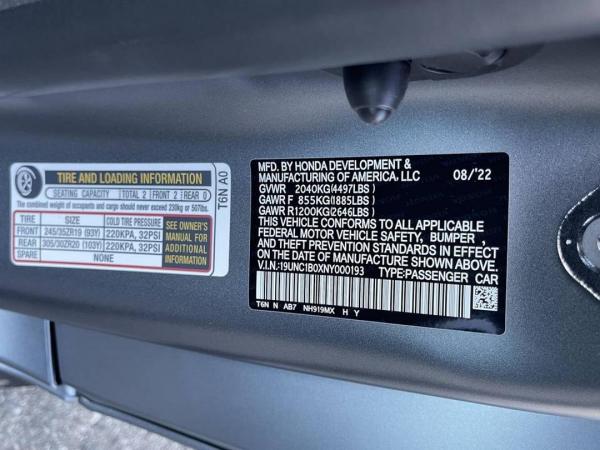 TIRE AND LOADING INFORMATION
SEATING CAPACITY TOTAL 2 FRONT 2 REAR 0
The combined weight of occupants and cargo should never exceed 230kg or 507lbs.
TIRE SIZE COLD TIRE PRESSURE
FRONT 245/35ZR19 (93Y) 220KPA, 32PSI
REAR 305/30ZR20 (103Y) 220KPA, 32PSI
SPARE NONE
SEE OWNER'S
MANUAL FOR
ADDITIONAL
INFORMATION
T6N A0
MFD. BY HONDA DEVELOPMENT &
MANUFACTURING OF AMERICA, LLC 08/'22
GVWR 2040KG(4497LBS)
GAWR F 855KG(1885LBS)
GAWR R1200KG(2646LBS)
THIS VEHICLE CONFORMS TO ALL APPLICABLE
FEDERAL MOTOR VEHICLE SAFETY, BUMPER ,
AND THEFT PREVENTION STANDARDS IN EFFECT
ON THE DATE OF MANUFACTURE SHOWN ABOVE.
V.I.N.:19UNC1B0XNY000193 TYPE:PASSENGER CAR
T6N N AB7 NH919MX H Y